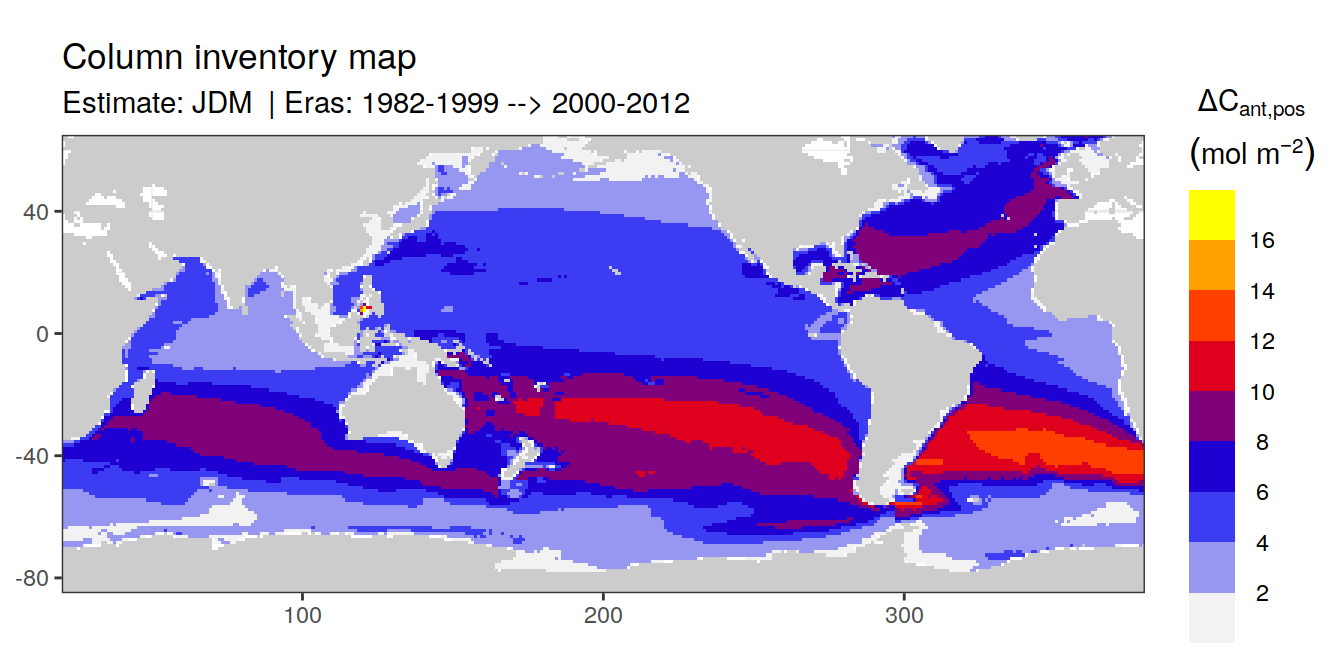 Column inventory map
Estimate: JDM | Eras: 1982-1999 --> 2000-2012
ΔCant,pos
(mol m−2)
16
14
12
10
8
6
4
2
40
0
-40
-80
100 200 300